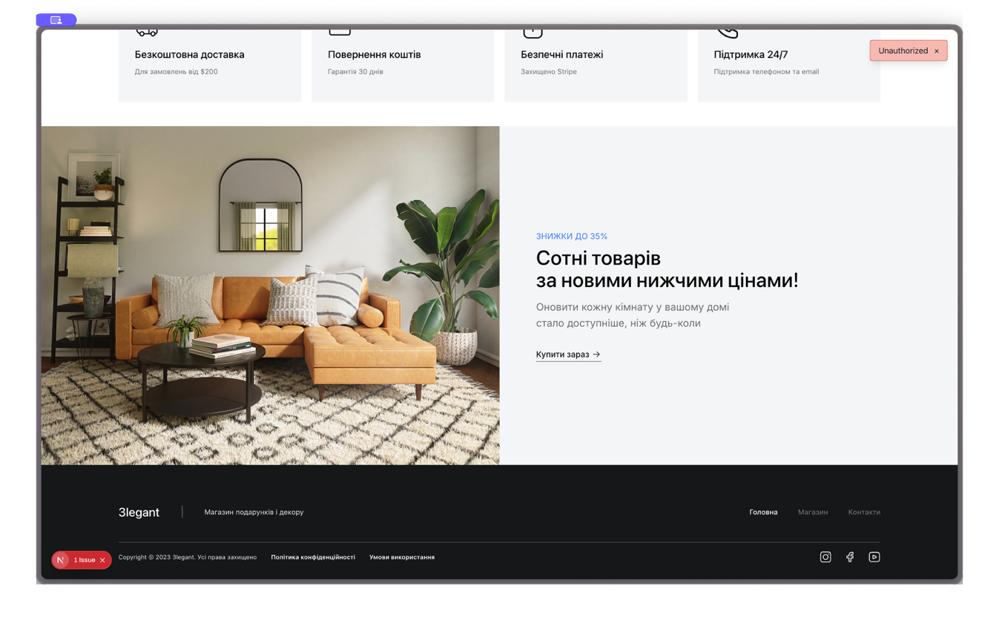 Безкоштовна доставка
Для замовлень від $200
Повернення коштів
Гарантія 30 днів
Безпечні платежі
Захищено Stripe
Підтримка 24/7
Підтримка телефоном та email
Unauthorized ×
ЗНИЖКИ ДО 35%
Сотні товарів
за новими нижчими цінами!
Оновити кожну кімнату у вашому домі
стало доступніше, ніж будь-коли
Купити зараз →
3legant
Магазин подарунків і декору
Головна
Магазин
Контакти
N 1 Issue ×
Copyright © 2023 3legant. Усі права захищено
Політика конфіденційності
Умови використання